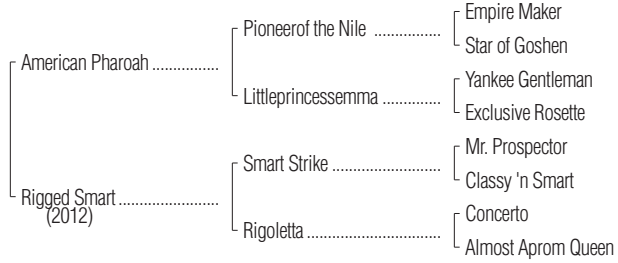 Empire Maker
Pioneerof the Nile ................
Star of Goshen
American Pharoah ................
Yankee Gentleman
Littleprincessemma ..............
Exclusive Rosette
Mr. Prospector
Smart Strike ..........................
Classy 'n Smart
Rigged Smart ........................
(2012)
Concerto
Rigoletta ................................
Almost Aprom Queen